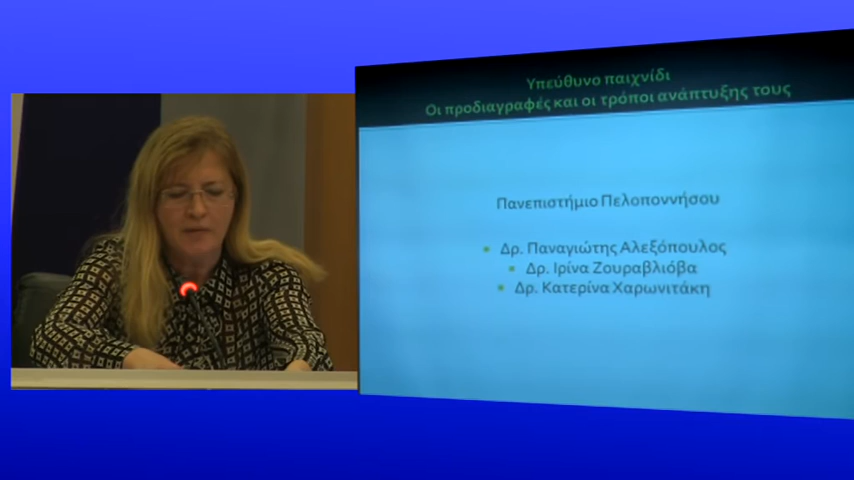 Υπεύθυνο παιχνίδι
Οι προδιαγραφές και οι τρόποι ανάπτυξης τους
Πανεπιστήμιο Πελοποννήσου
Δρ. Παναγιώτης Αλεξόπουλος
Δρ. Ιρίνα Ζουραβλιόβα
Δρ. Κατερίνα Χαρωνιτάκη